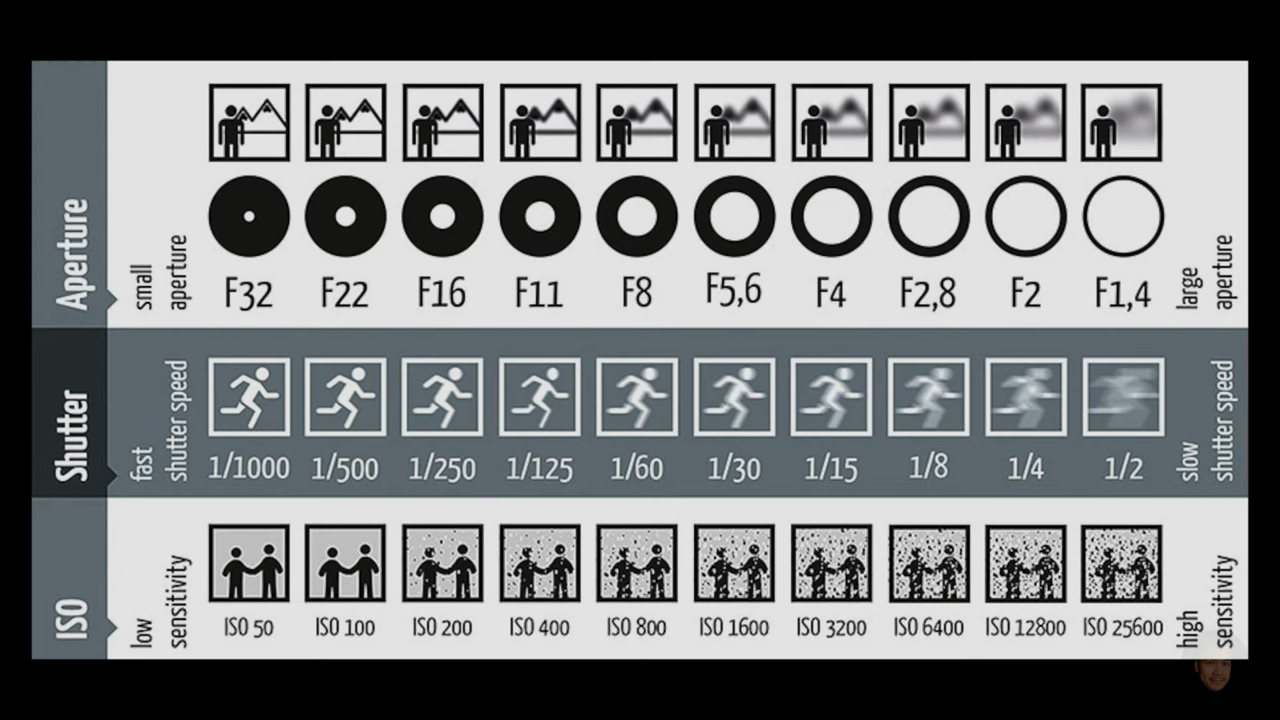 Aperture
small
aperture
F32 F22 F16 F11 F8 F5,6 F4 F2,8 F2 F1,4
large
aperture
Shutter
fast
shutter speed
1/1000 1/500 1/250 1/125 1/60 1/30 1/15 1/8 1/4 1/2
slow
shutter speed
ISO
low
sensitivity
ISO 50 ISO 100 ISO 200 ISO 400 ISO 800 ISO 1600 ISO 3200 ISO 6400 ISO 12800 ISO 25600
high
sensitivity